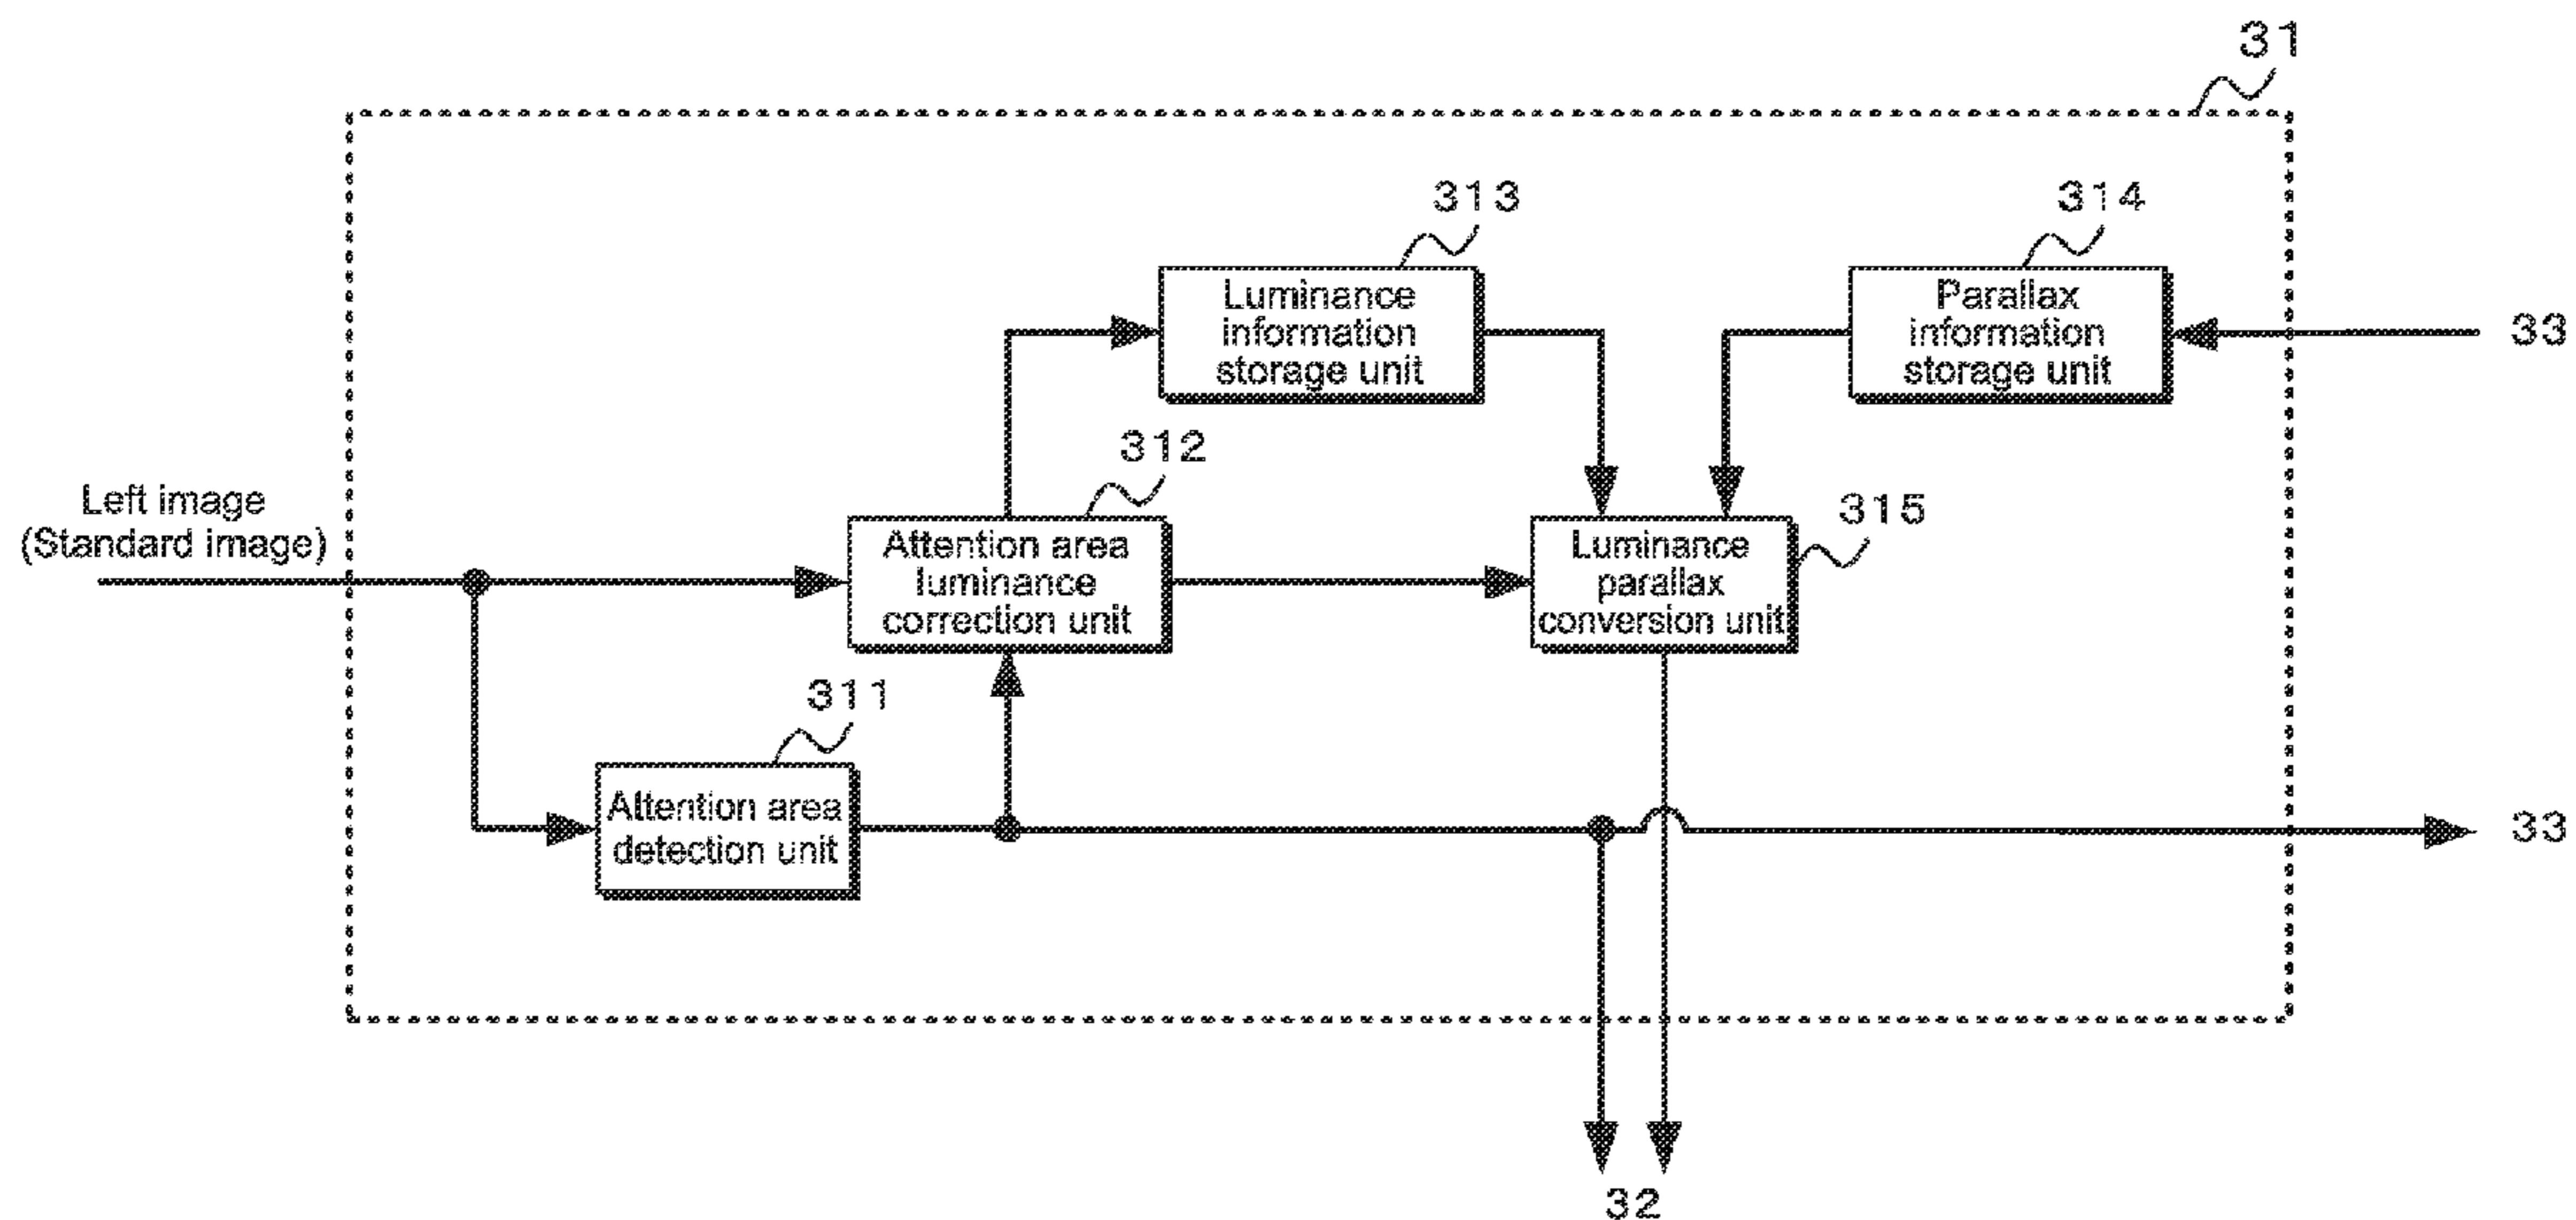 31
313
314
Luminance
information
storage unit
Parallax
information
storage unit
33
312
Left image
(Standard image)
Attention area
luminance
correction unit
315
Luminance
parallax
conversion unit
311
Attention area
detection unit
33
32